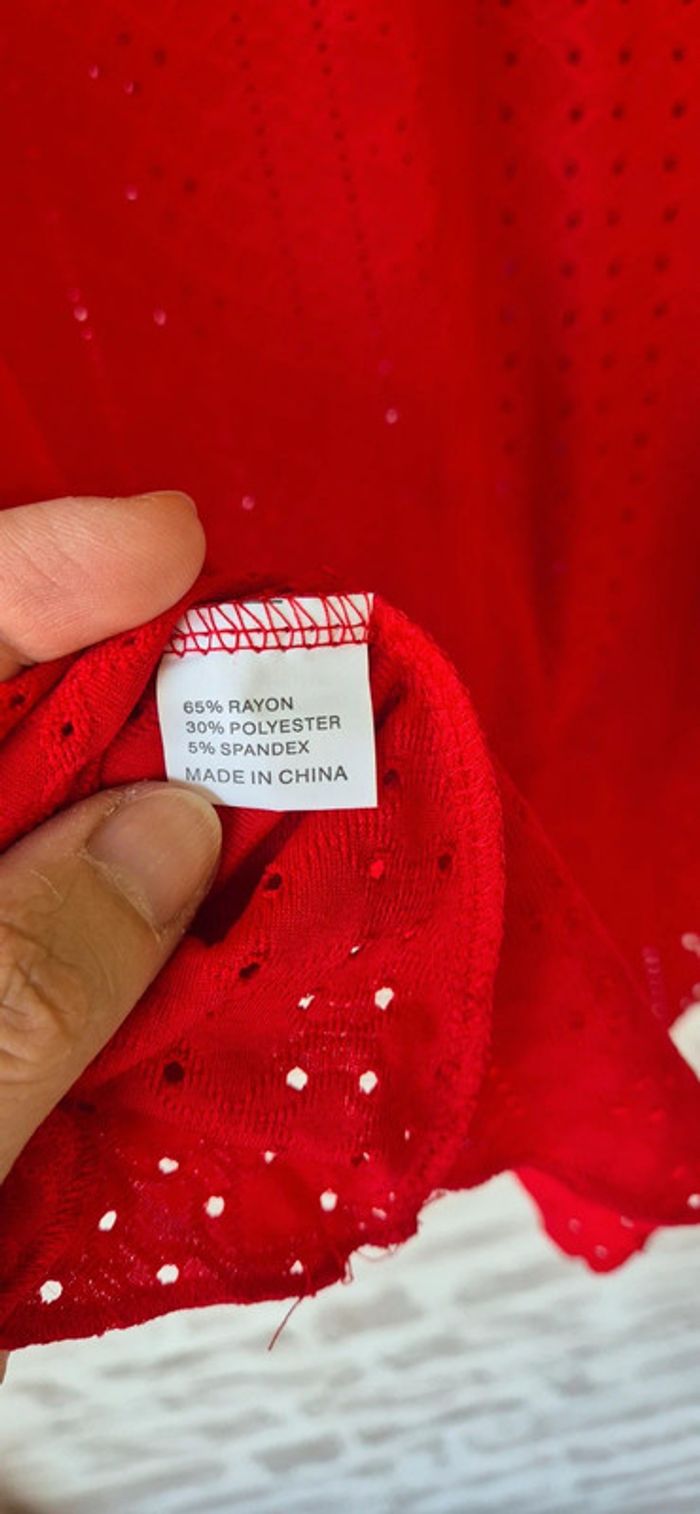 65% RAYON
30% POLYESTER
5% SPANDEX
MADE IN CHINA